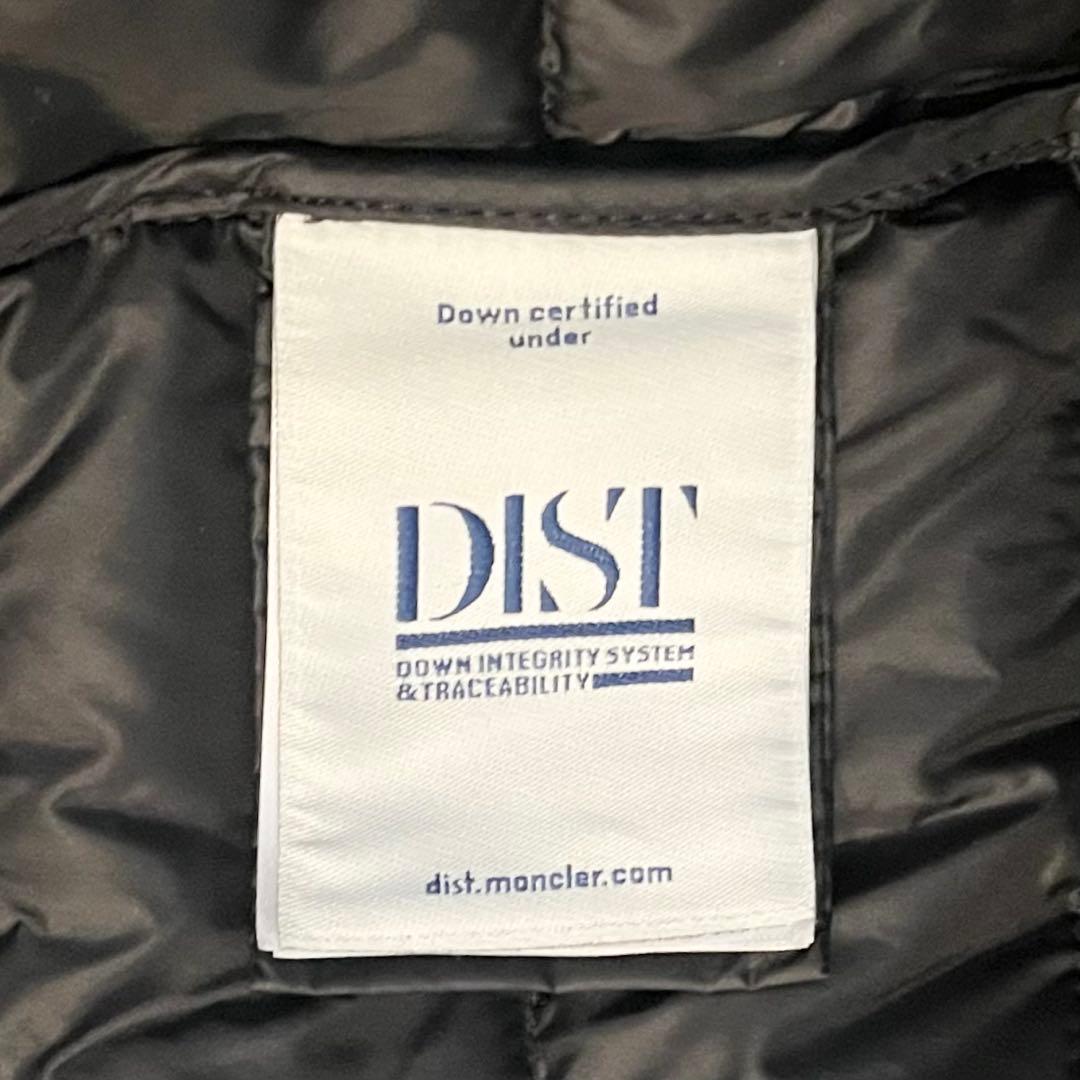 Down certified
under
DIST
DOWN INTEGRITY SYSTEM
&TRACEABILITY
dist.moncler.com